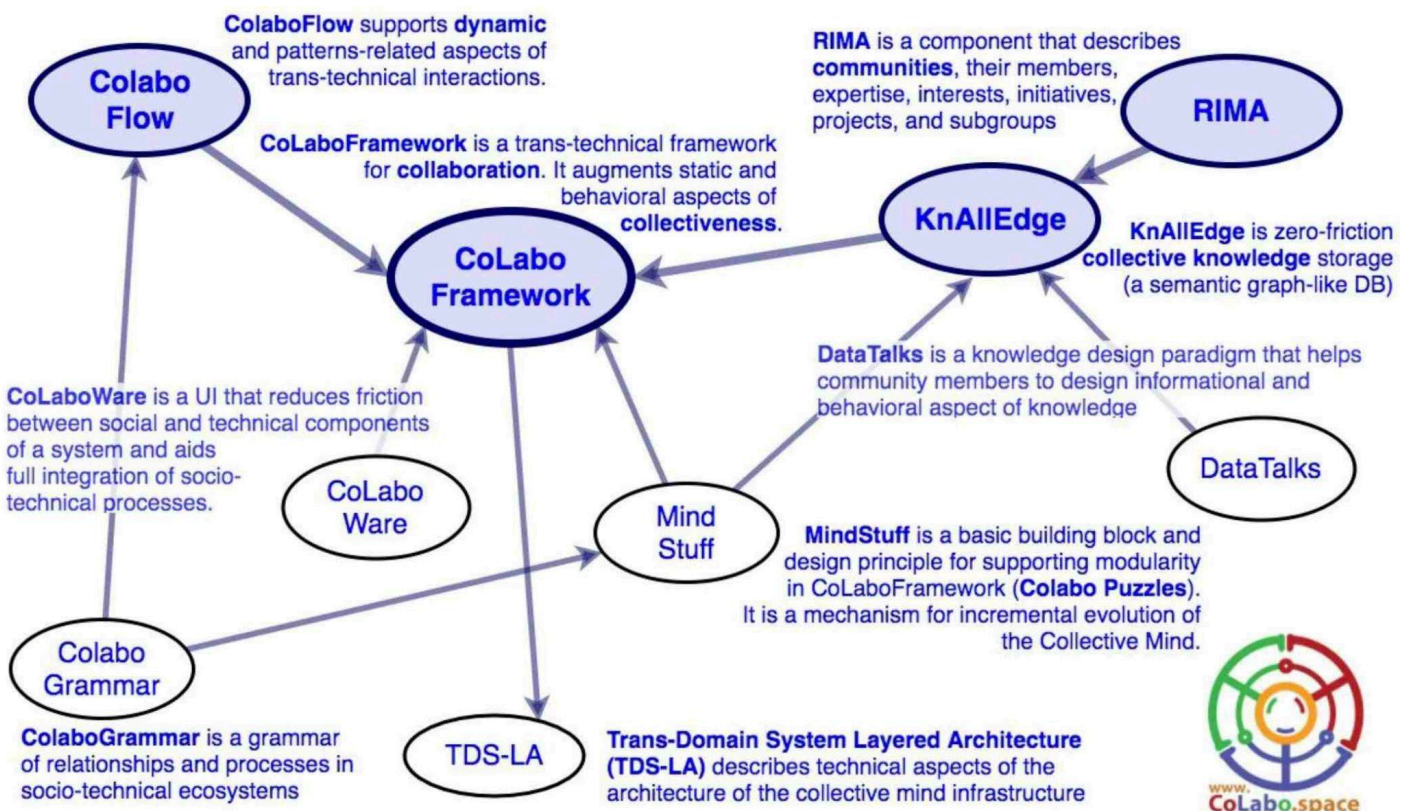 ColaboFlow supports dynamic
and patterns-related aspects of
trans-technical interactions.
Colabo
Flow
RIMA is a component that describes
communities, their members,
expertise, interests, initiatives,
projects, and subgroups
RIMA
CoLaboFramework is a trans-technical framework
for collaboration. It augments static and
behavioral aspects of
collectiveness.
KnAllEdge
KnAllEdge is zero-friction
collective knowledge storage
(a semantic graph-like DB)
CoLabo
Framework
DataTalks is a knowledge design paradigm that helps
community members to design informational and
behavioral aspect of knowledge
CoLaboWare is a UI that reduces friction
between social and technical components
of a system and aids
full integration of socio-
technical processes.
CoLabo
Ware
Mind
Stuff
DataTalks
MindStuff is a basic building block and
design principle for supporting modularity
in CoLaboFramework (Colabo Puzzles).
It is a mechanism for incremental evolution of
the Collective Mind.
Colabo
Grammar
ColaboGrammar is a grammar
of relationships and processes in
socio-technical ecosystems
TDS-LA
Trans-Domain System Layered Architecture
(TDS-LA) describes technical aspects of the
architecture of the collective mind infrastructure
www.
CoLabo.space